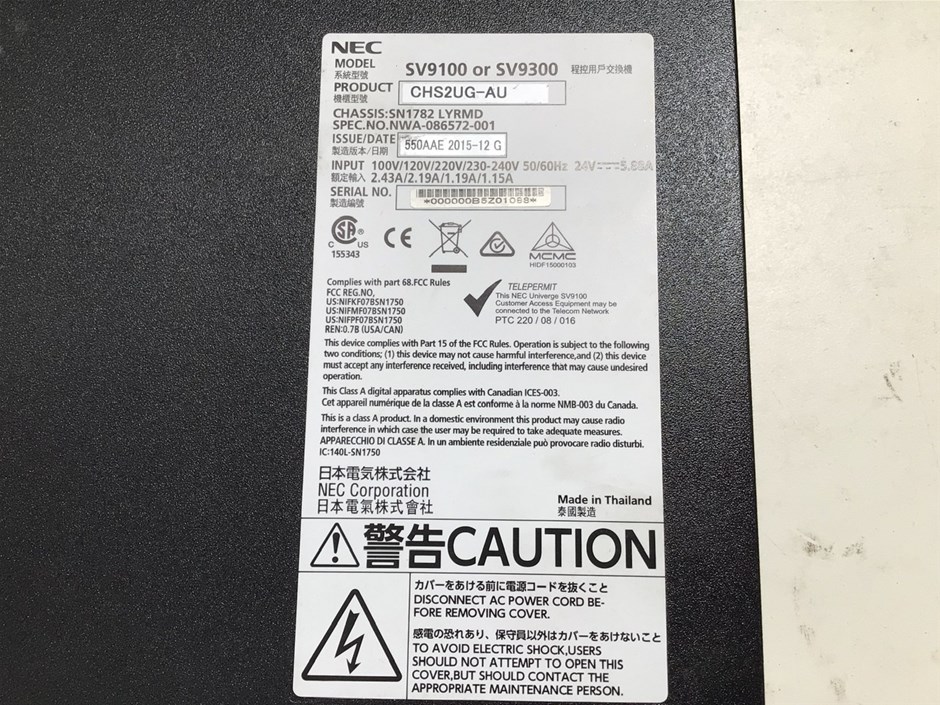 NEC
MODEL SV9100 or SV9300 程控用戶交換機
系統型號
PRODUCT CHS2UG-AU
機櫃型號
CHASSIS:SN1782 LYRMD
SPEC.NO.NWA-086572-001
ISSUE/DATE 550AAE 2015-12 G
製造版本/日期
INPUT 100V/120V/220V/230-240V 50/60Hz 24V 5.88A
額定輸入 2.43A/2.19A/1.19A/1.15A
SERIAL NO. *000000B5Z01068*
製造編號
C SA ® US
155343
CE
MCMC
HIDF15000103
Complies with part 68.FCC Rules
FCC REG.NO,
US:NIFKF07BSN1750
US:NIFMF07BSN1750
US:NIFPF07BSN1750
REN:0.7B (USA/CAN)
TELEPERMIT
This NEC Univerge SV9100
Customer Access Equipment may be
connected to the Telecom Network
PTC 220 / 08 / 016
This device complies with Part 15 of the FCC Rules. Operation is subject to the following
two conditions; (1) this device may not cause harmful interference,and (2) this device
must accept any interference received, including interference that may cause undesired
operation.
This Class A digital apparatus complies with Canadian ICES-003.
Cet appareil numérique de la classe A est conforme à la norme NMB-003 du Canada.
This is a class A product. In a domestic environment this product may cause radio
interference in which case the user may be required to take adequate measures.
APPARECCHIO DI CLASSE A. In un ambiente residenziale può provocare radio disturbi.
IC:140L-SN1750
日本電気株式会社
NEC Corporation
日本電氣株式會社
Made in Thailand
泰國製造
警告CAUTION
カバーをあける前に電源コードを抜くこと
DISCONNECT AC POWER CORD BE-
FORE REMOVING COVER.
感電の恐れあり、保守員以外はカバーをあけないこと
TO AVOID ELECTRIC SHOCK,USERS
SHOULD NOT ATTEMPT TO OPEN THIS
COVER,BUT SHOULD CONTACT THE
APPROPRIATE MAINTENANCE PERSON.